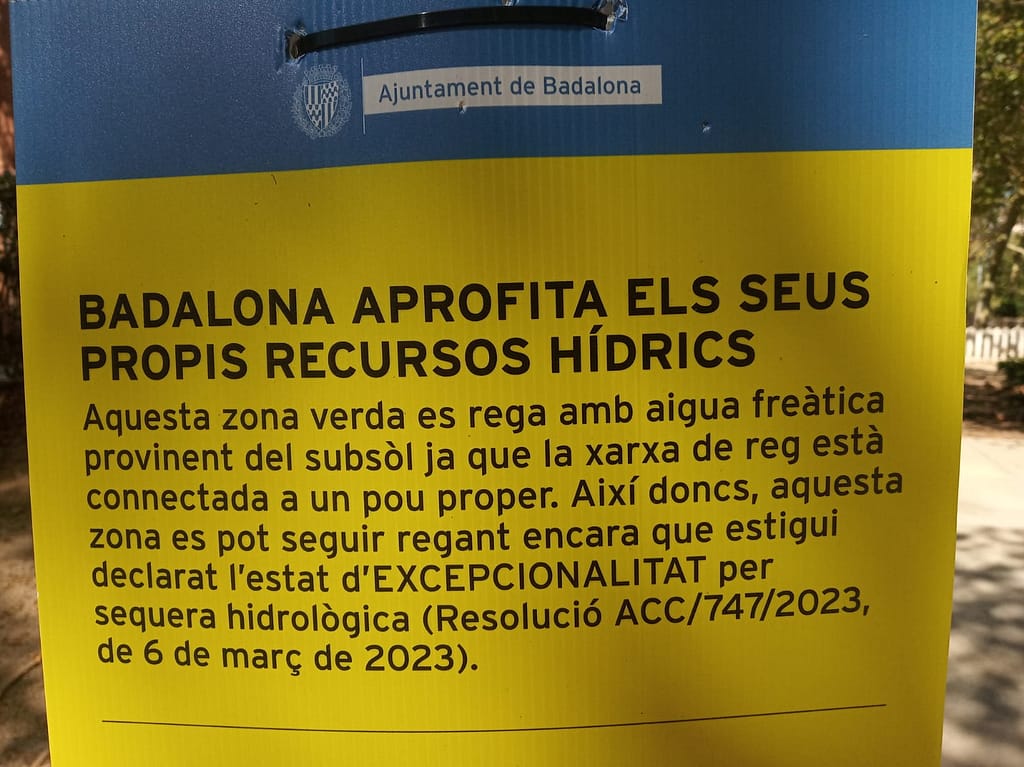 Ajuntament de Badalona
BADALONA APROFITA ELS SEUS
PROPIS RECURSOS HÍDRICS
Aquesta zona verda es rega amb aigua freàtica
provinent del subsòl ja que la xarxa de reg està
connectada a un pou proper. Així doncs, aquesta
zona es pot seguir regant encara que estigui
declarat l'estat d'EXCEPCIONALITAT per
sequera hidrològica (Resolució ACC/747/2023,
de 6 de març de 2023).